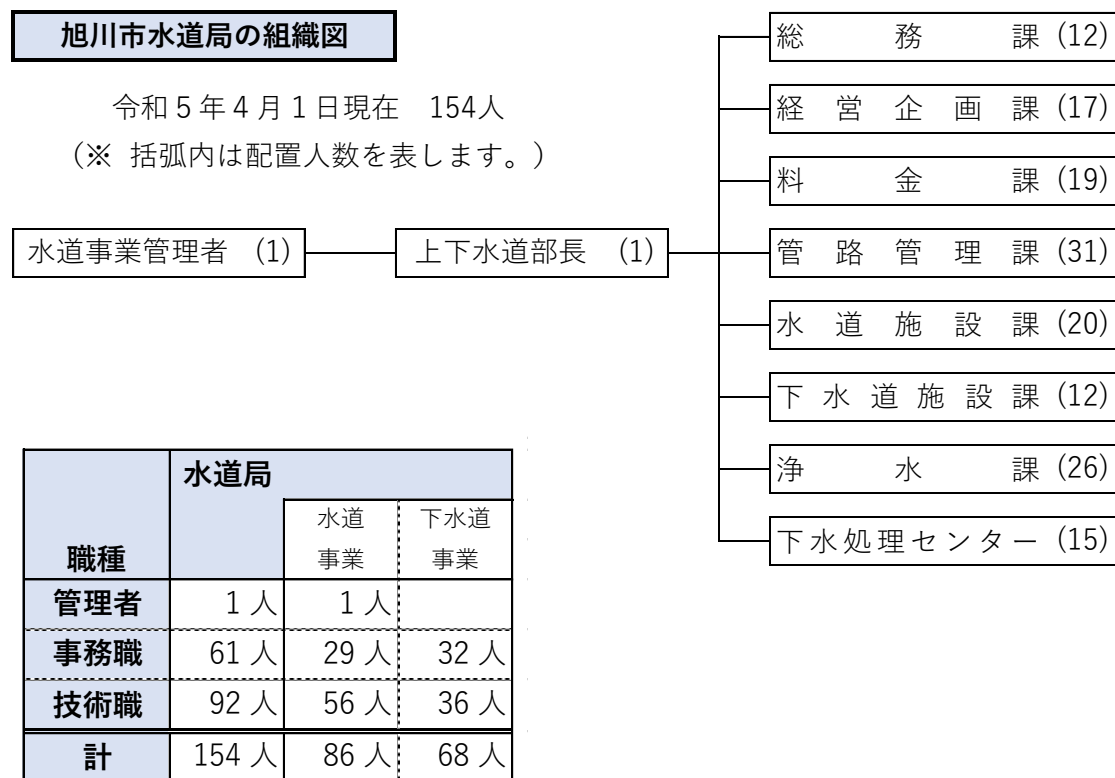 旭川市水道局の組織図
令和5年4月1日現在 154人
(※ 括弧内は配置人数を表します。)
水道事業管理者 (1)
上下水道部長 (1)
総務課 (12)
経営企画課 (17)
料金課 (19)
管路管理課 (31)
水道施設課 (20)
下水道施設課 (12)
浄水課 (26)
下水処理センター (15)
職種 水道局 水道事業 下水道事業
管理者 1人 1人
事務職 61人 29人 32人
技術職 92人 56人 36人
計 154人 86人 68人